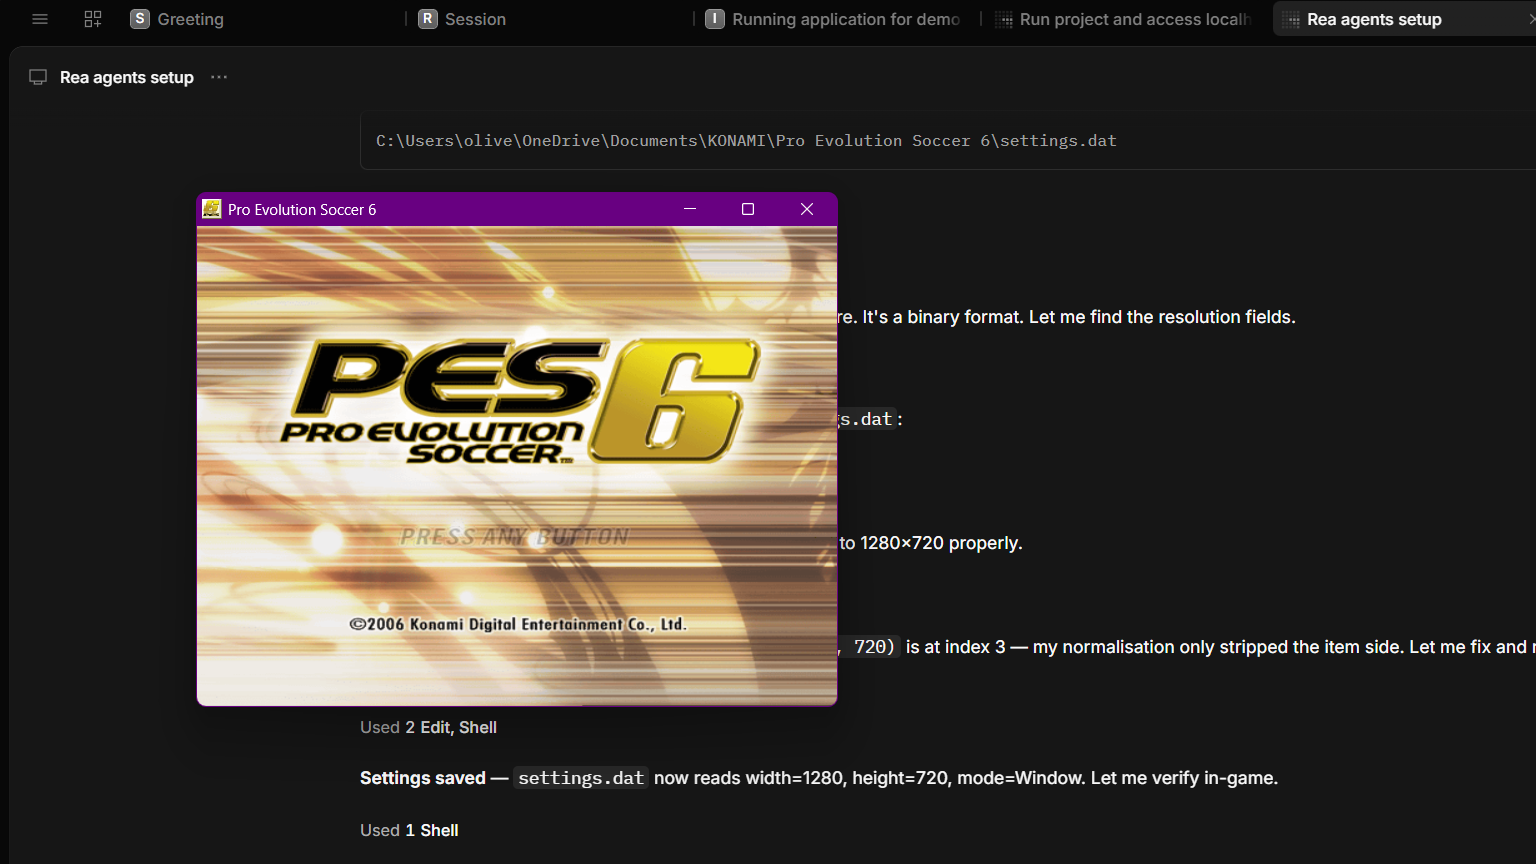 S Greeting
R Session
I Running application for demo
Run project and access localh
Rea agents setup
Rea agents setup ...
C:\Users\olive\OneDrive\Documents\KONAMI\Pro Evolution Soccer 6\settings.dat
Pro Evolution Soccer 6
re. It's a binary format. Let me find the resolution fields.
PES 6
PRO EVOLUTION
SOCCER™
gs.dat:
PRESS ANY BUTTON
to 1280×720 properly.
©2006 Konami Digital Entertainment Co., Ltd.
, 720) is at index 3 — my normalisation only stripped the item side. Let me fix and
Used 2 Edit, Shell
Settings saved — settings.dat now reads width=1280, height=720, mode=Window. Let me verify in-game.
Used 1 Shell